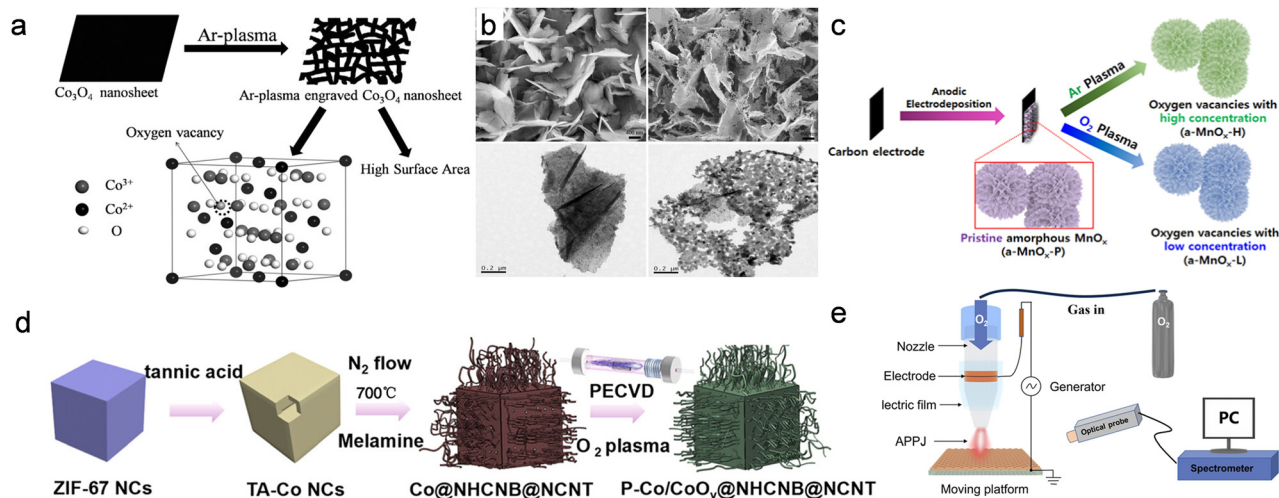 a
Ar-plasma
Co₃O₄ nanosheet
Ar-plasma engraved Co₃O₄ nanosheet
Oxygen vacancy
High Surface Area
Co³⁺
Co²⁺
O
b
0.2 μm
0.2 μm
c
Anodic
Electrodeposition
Carbon electrode
Pristine amorphous MnOₓ
(a-MnOₓ-P)
Ar Plasma
O₂ Plasma
Oxygen vacancies with
high concentration
(a-MnOₓ-H)
Oxygen vacancies with
low concentration
(a-MnOₓ-L)
d
tannic acid
N₂ flow
700℃
Melamine
PECVD
O₂ plasma
ZIF-67 NCs
TA-Co NCs
Co@NHCNB@NCNT
P-Co/CoOᵧ@NHCNB@NCNT
e
O₂
Gas in
O₂
Nozzle
Electrode
lectric film
APPJ
Generator
Moving platform
Optical probe
PC
Spectrometer